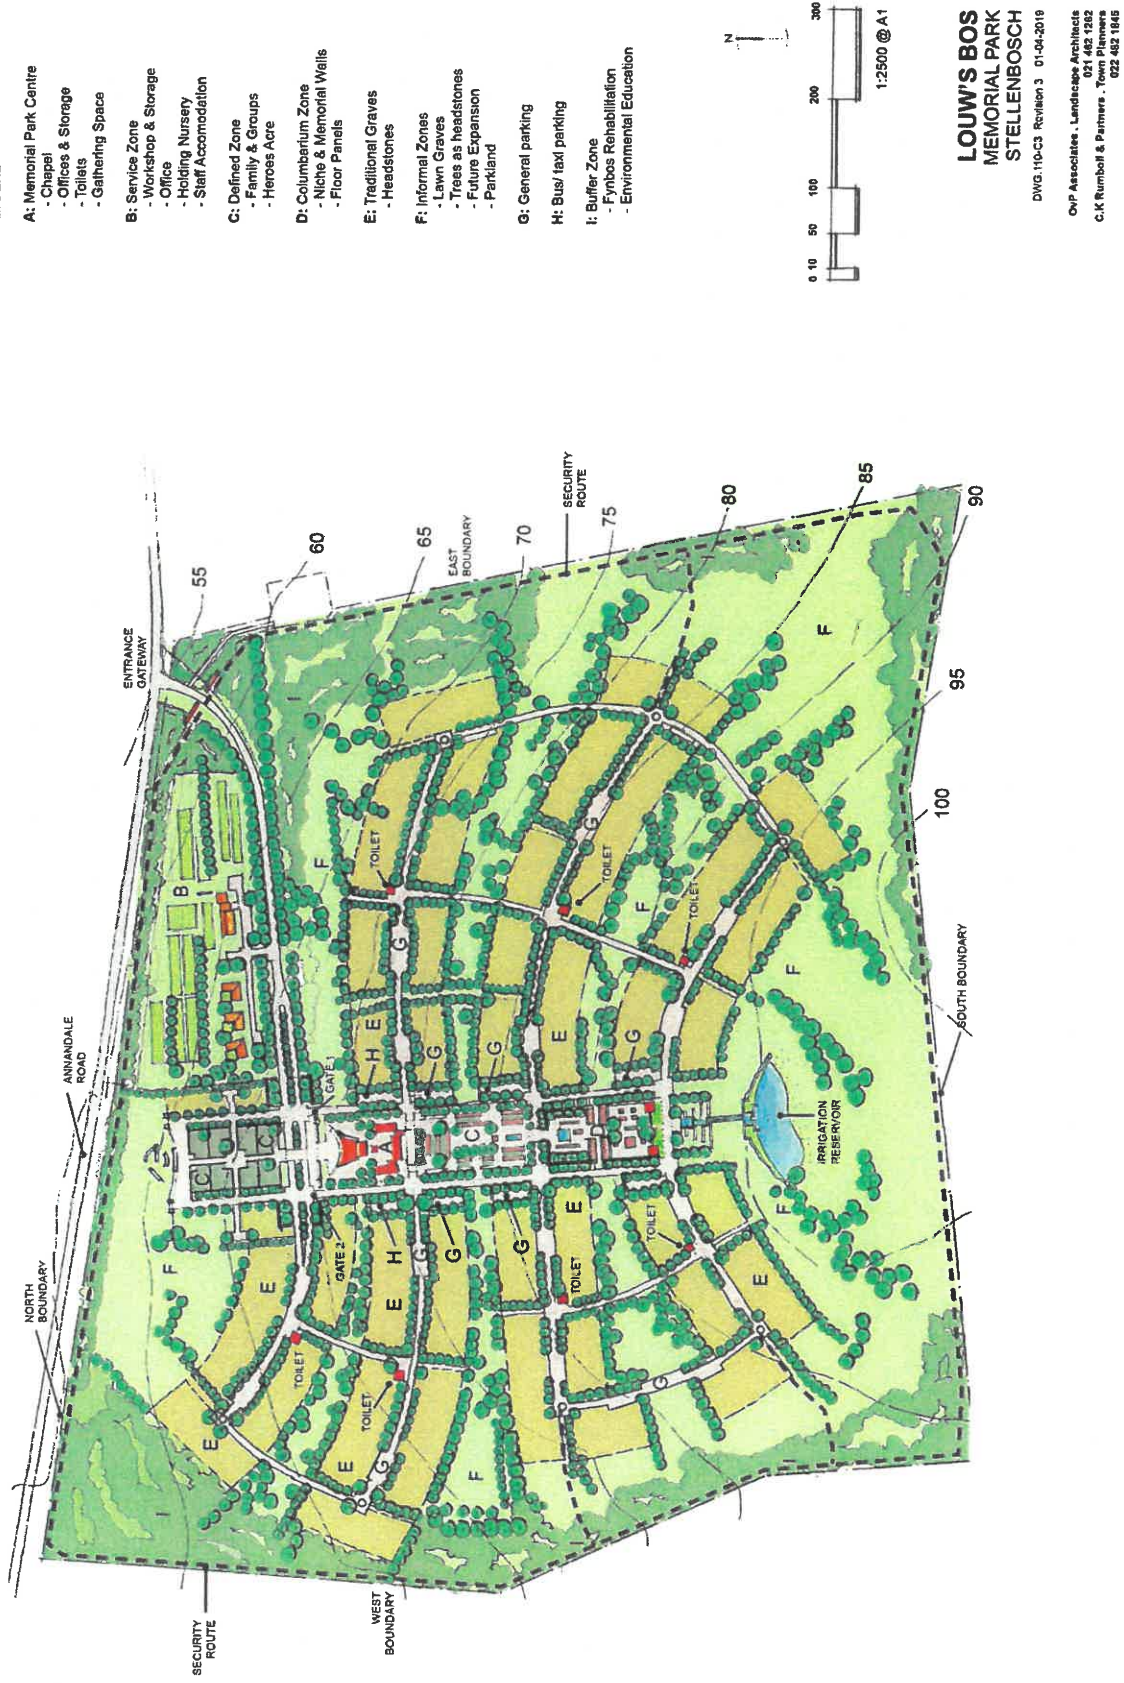 A: Memorial Park Centre
- Chapel
- Offices & Storage
- Toilets
- Gathering Space
B: Service Zone
- Workshop & Storage
- Office
- Holding Nursery
- Staff Accomodation
C: Defined Zone
- Family & Groups
- Heroes Acre
D: Columbarium Zone
- Niche & Memorial Walls
- Floor Panels
E: Traditional Graves
- Headstones
F: Informal Zones
- Lawn Graves
- Trees as headstones
- Future Expansion
- Parkland
G: General parking
H: Bus/ taxi parking
I: Buffer Zone
- Fynbos Rehabilitation
- Environmental Education
N
0 10 50 100 200 300
1:2500 @ A1
LOUW'S BOS
MEMORIAL PARK
STELLENBOSCH
DWG.110-C3 Revision 3 01-04-2019
OvP Associates . Landscape Architects
021 462 1262
C.K Rumboll & Partners . Town Planners
022 482 1845
NORTH
BOUNDARY
ANNANDALE
ROAD
ENTRANCE
GATEWAY
SECURITY
ROUTE
WEST
BOUNDARY
EAST
BOUNDARY
SECURITY
ROUTE
SOUTH BOUNDARY
IRRIGATION
RESERVOIR
GATE 1
GATE 2
TOILET
TOILET
TOILET
TOILET
TOILET
TOILET
TOILET
55
60
65
70
75
80
85
90
95
100
A
B
C
C
C
D
E
E
E
E
E
E
E
E
F
F
F
F
F
F
F
G
G
G
G
G
G
G
G
G
G
G
H
H
I
I
I